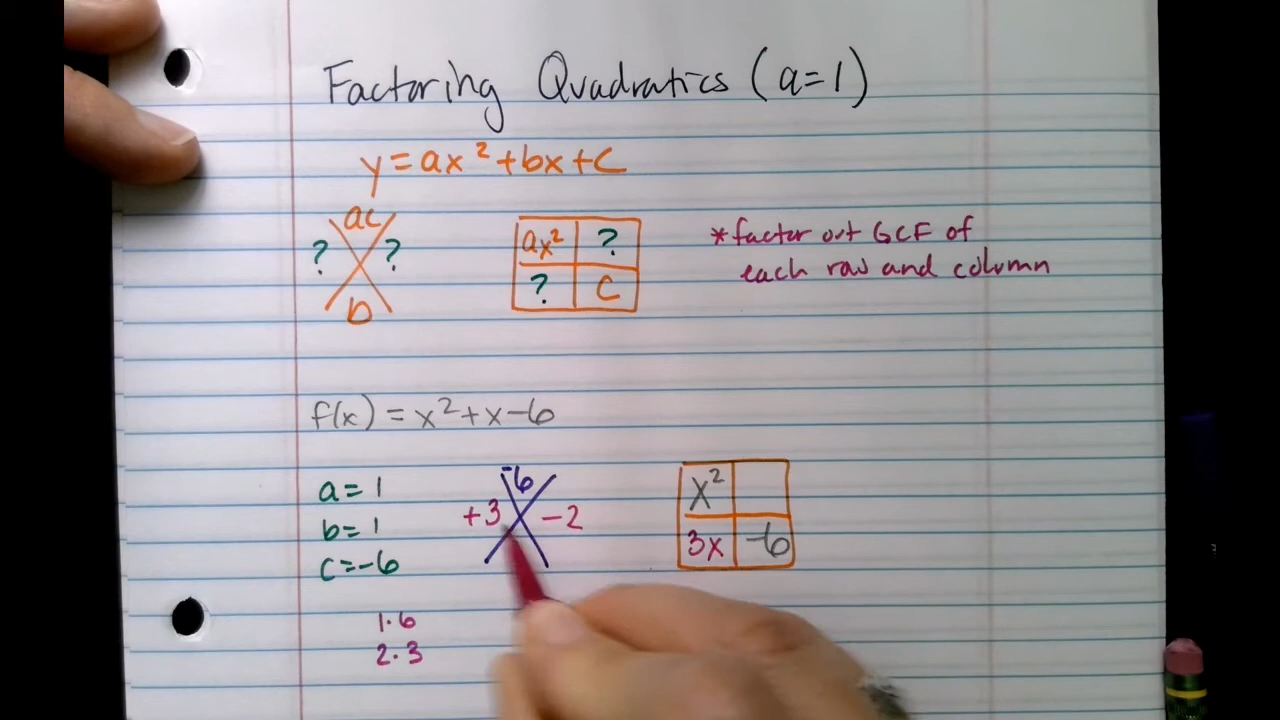 Factoring Quadratics (a=1)
y=ax²+bx+c
ac
? ?
b
ax² ?
? c
*factor out GCF of
each row and column
f(x) = x²+x-6
a=1
b=1
c=-6
-6
+3 -2
x²
3x -6
1·6
2·3